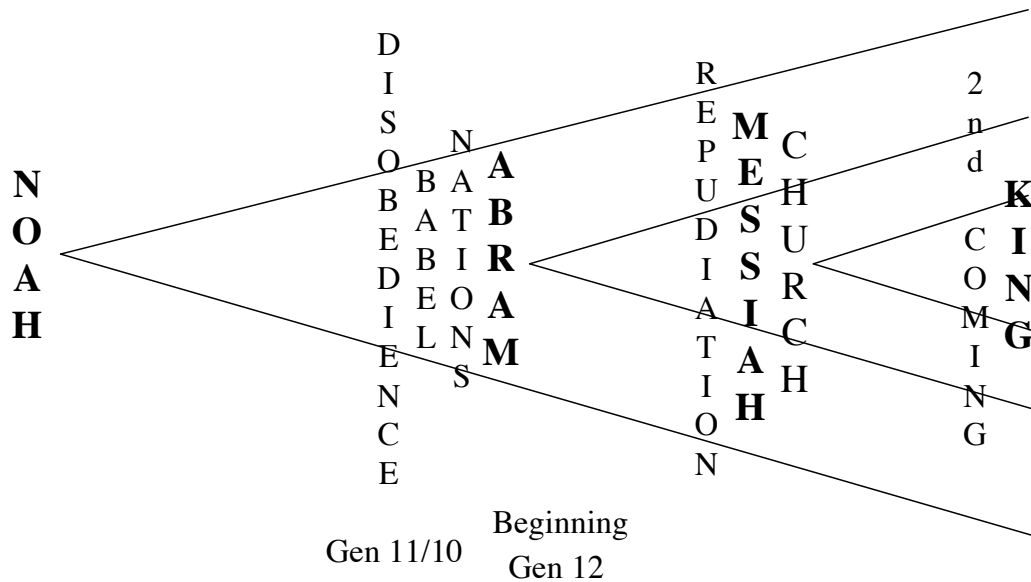 NOAH
DISOBEDIENCE
BABEL
NATIONS
ABRAM
REPUDIATION
MESSIAH
CHURCH
2nd COMING
KING
Gen 11/10
Beginning
Gen 12